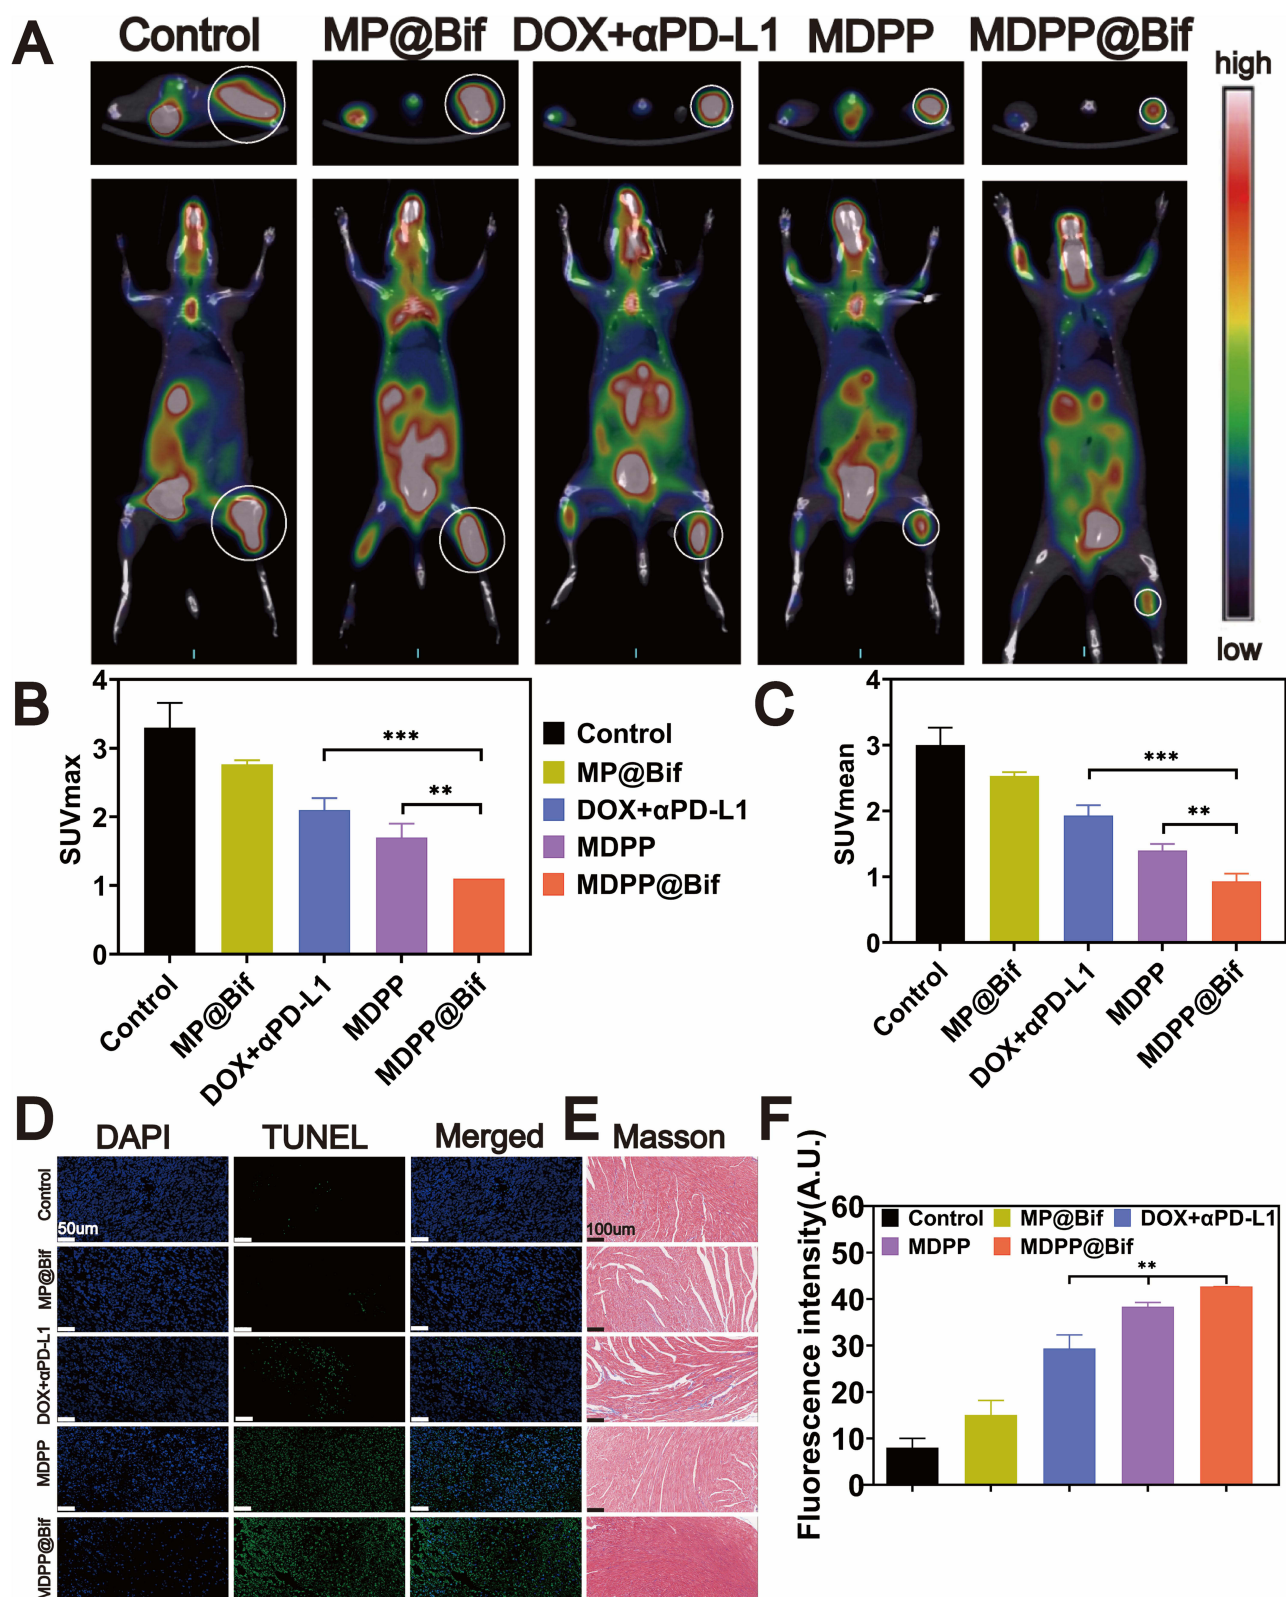 A
Control
MP@Bif
DOX+αPD-L1
MDPP
MDPP@Bif
high
low
B
SUVmax
4
3
2
1
0
***
**
Control
MP@Bif
DOX+αPD-L1
MDPP
MDPP@Bif
Control
MP@Bif
DOX+αPD-L1
MDPP
MDPP@Bif
C
SUVmean
4
3
2
1
0
***
**
Control
MP@Bif
DOX+αPD-L1
MDPP
MDPP@Bif
D
DAPI
TUNEL
Merged
Control
50um
MP@Bif
DOX+αPD-L1
MDPP
MDPP@Bif
E
Masson
100um
F
Fluorescence intensity(A.U.)
60
50
40
30
20
10
0
Control
MP@Bif
DOX+αPD-L1
MDPP
MDPP@Bif
**